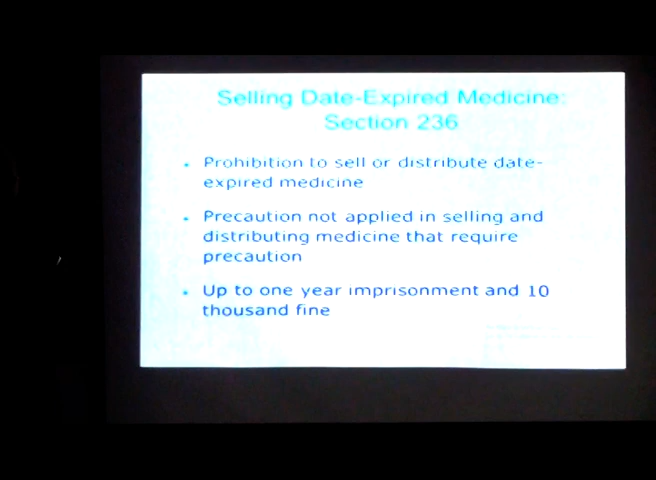 Selling Date-Expired Medicine:
Section 236
• Prohibition to sell or distribute date-
expired medicine
• Precaution not applied in selling and
distributing medicine that require
precaution
• Up to one year imprisonment and 10
thousand fine